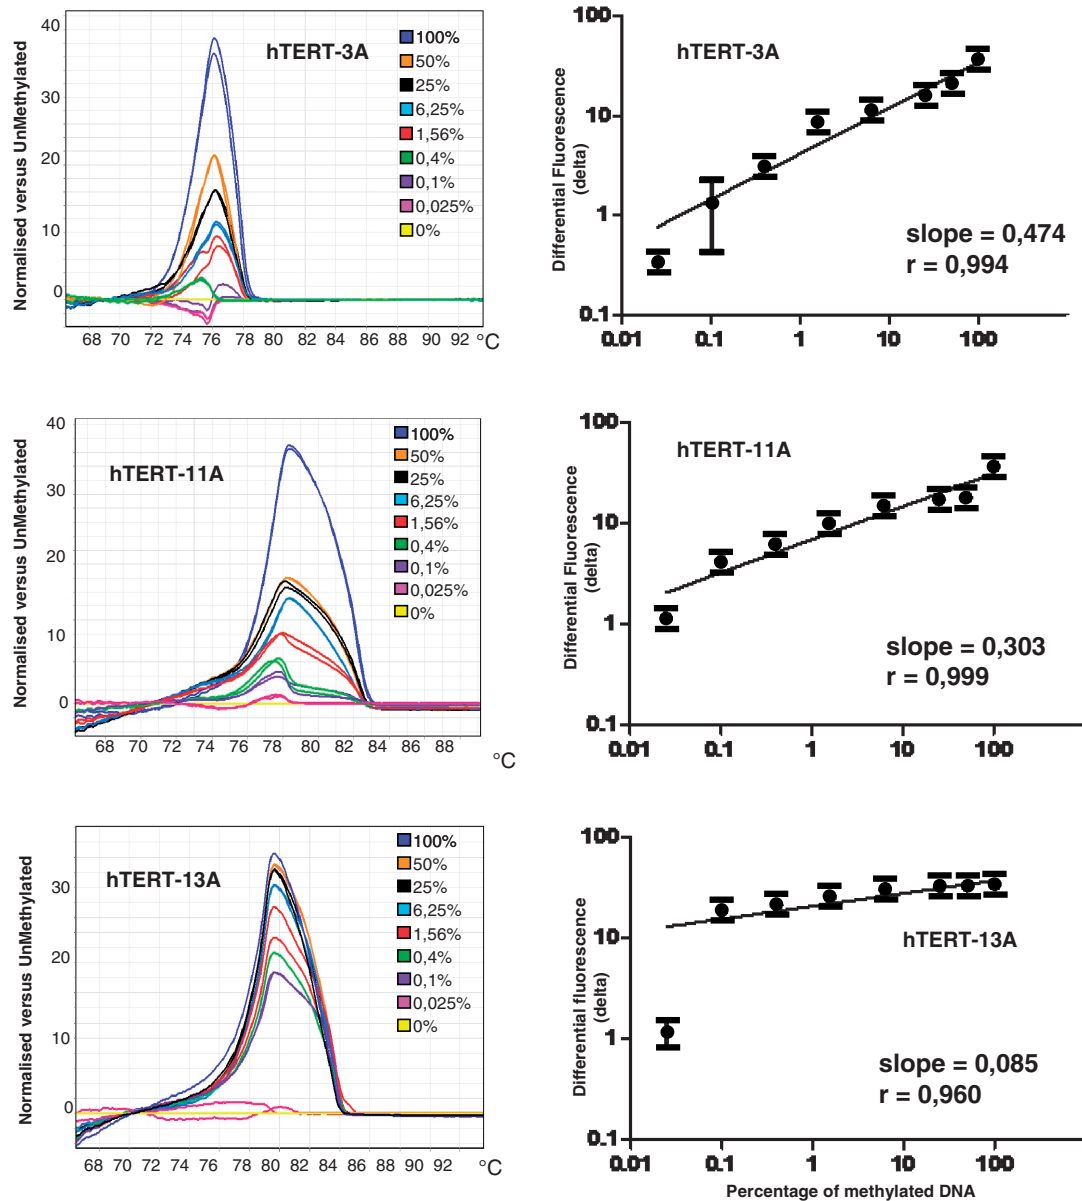 hTERT-3A
Normalised versus UnMethylated
40
30
20
10
0
100%
50%
25%
6,25%
1,56%
0,4%
0,1%
0,025%
0%
68 70 72 74 76 78 80 82 84 86 88 90 92 °C
hTERT-3A
Differential Fluorescence
(delta)
100
10
1
0.1
slope = 0,474
r = 0,994
0.01 0.1 1 10 100
hTERT-11A
Normalised versus UnMethylated
40
30
20
10
0
100%
50%
25%
6,25%
1,56%
0,4%
0,1%
0,025%
0%
68 70 72 74 76 78 80 82 84 86 88
°C
hTERT-11A
Differential Fluorescence
(delta)
100
10
1
0.1
slope = 0,303
r = 0,999
0.01 0.1 1 10 100
hTERT-13A
Normalised versus UnMethylated
30
20
10
0
100%
50%
25%
6,25%
1,56%
0,4%
0,1%
0,025%
0%
68 70 72 74 76 78 80 82 84 86 88 90 92 °C
hTERT-13A
Differential fluorescence
(delta)
100
10
1
0.1
slope = 0,085
r = 0,960
0.01 0.1 1 10 100
Percentage of methylated DNA